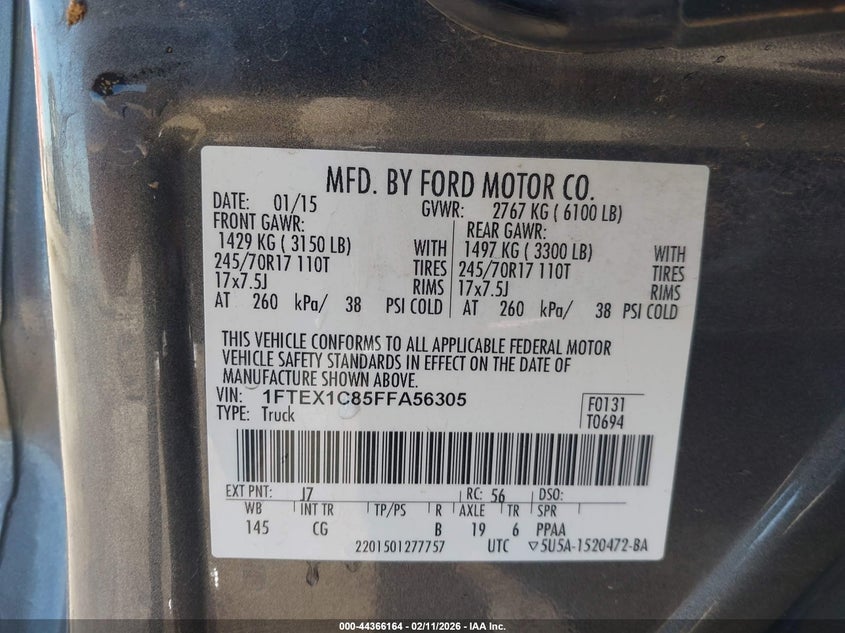 MFD. BY FORD MOTOR CO.
DATE: 01/15 GVWR: 2767 KG ( 6100 LB)
FRONT GAWR: REAR GAWR:
1429 KG ( 3150 LB) WITH 1497 KG ( 3300 LB) WITH
245/70R17 110T TIRES 245/70R17 110T TIRES
17x7.5J RIMS 17x7.5J RIMS
AT 260 kPa/ 38 PSI COLD AT 260 kPa/ 38 PSI COLD
THIS VEHICLE CONFORMS TO ALL APPLICABLE FEDERAL MOTOR
VEHICLE SAFETY STANDARDS IN EFFECT ON THE DATE OF
MANUFACTURE SHOWN ABOVE.
VIN: 1FTEX1C85FFA56305 F0131
TYPE: Truck T0694
EXT PNT: J7 RC: 56 DSO:
WB INT TR TP/PS R AXLE TR SPR
145 CG B 19 6 PPAA
2201501277757 UTC ▽5U5A-1520472-BA
000-44366164 - 02/11/2026 - IAA Inc.